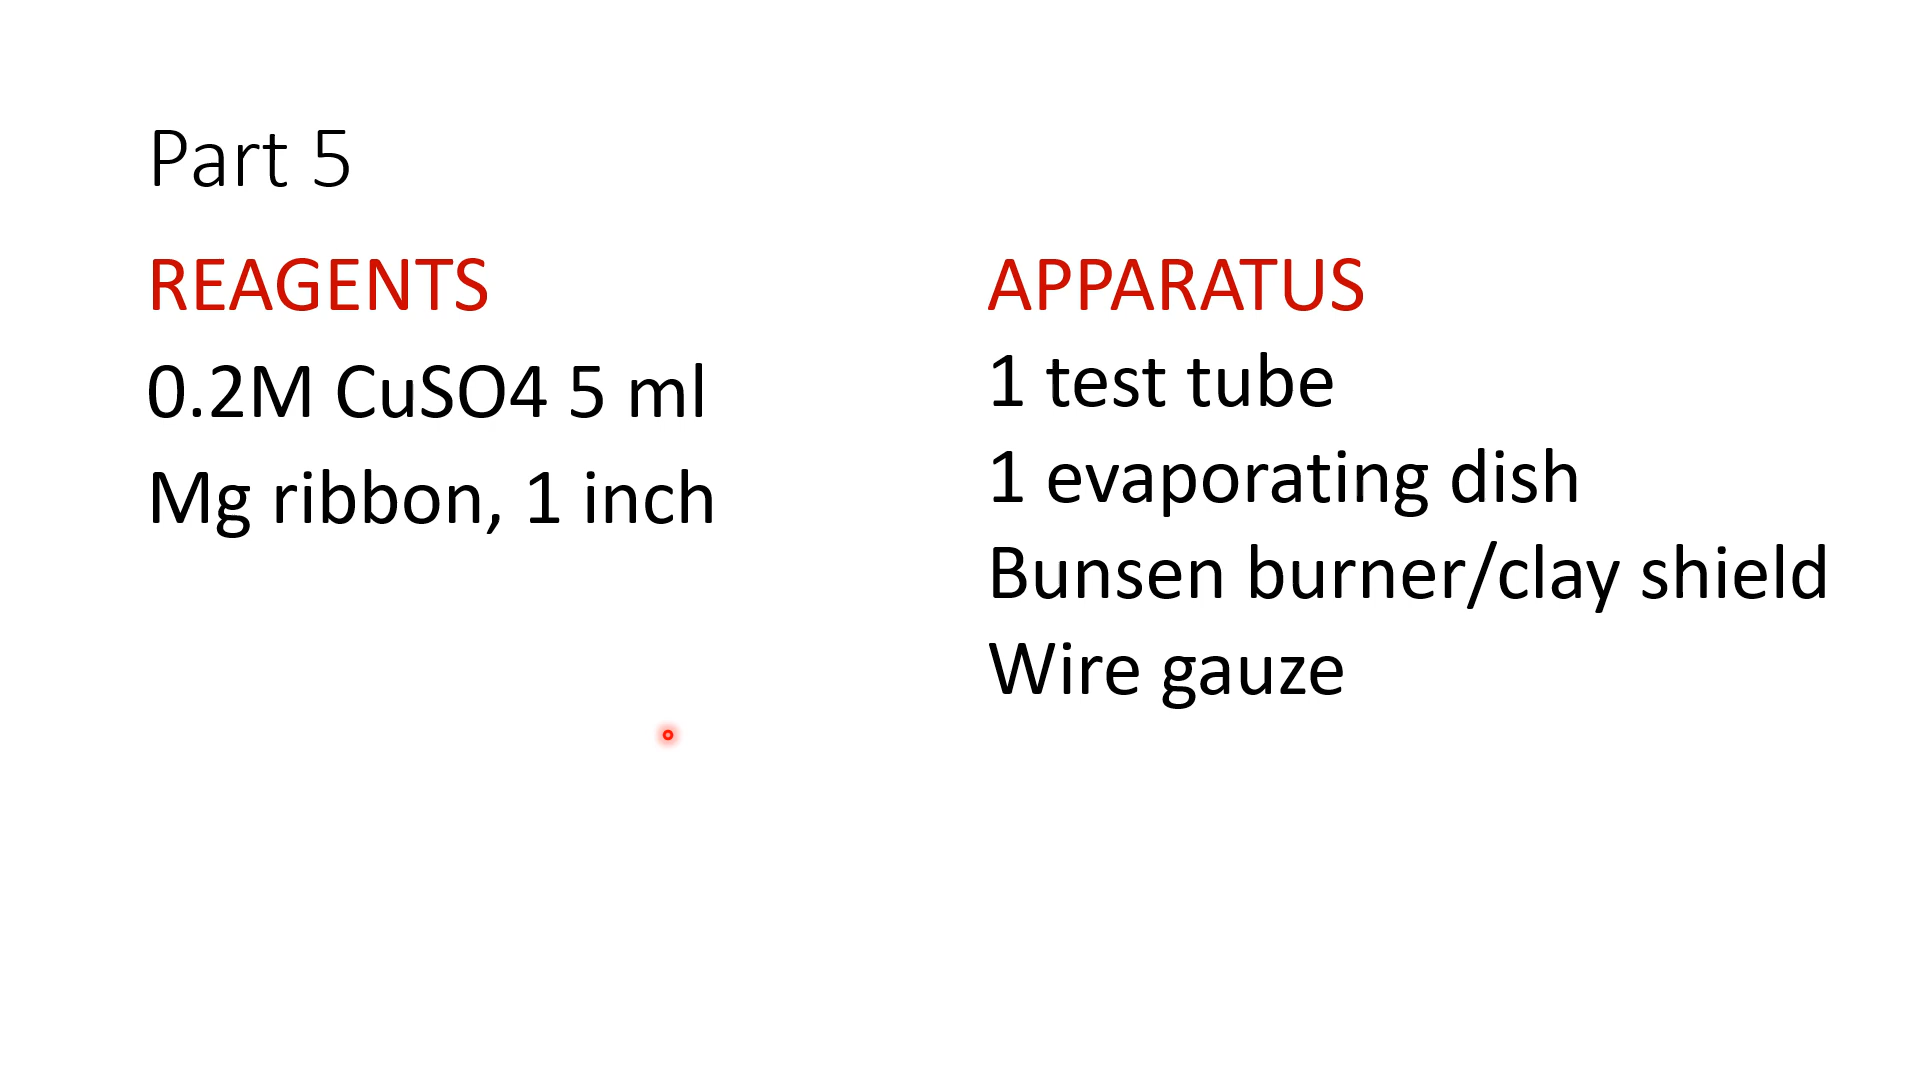 Part 5
REAGENTS
0.2M CuSO4 5 ml
Mg ribbon, 1 inch
APPARATUS
1 test tube
1 evaporating dish
Bunsen burner/clay shield
Wire gauze